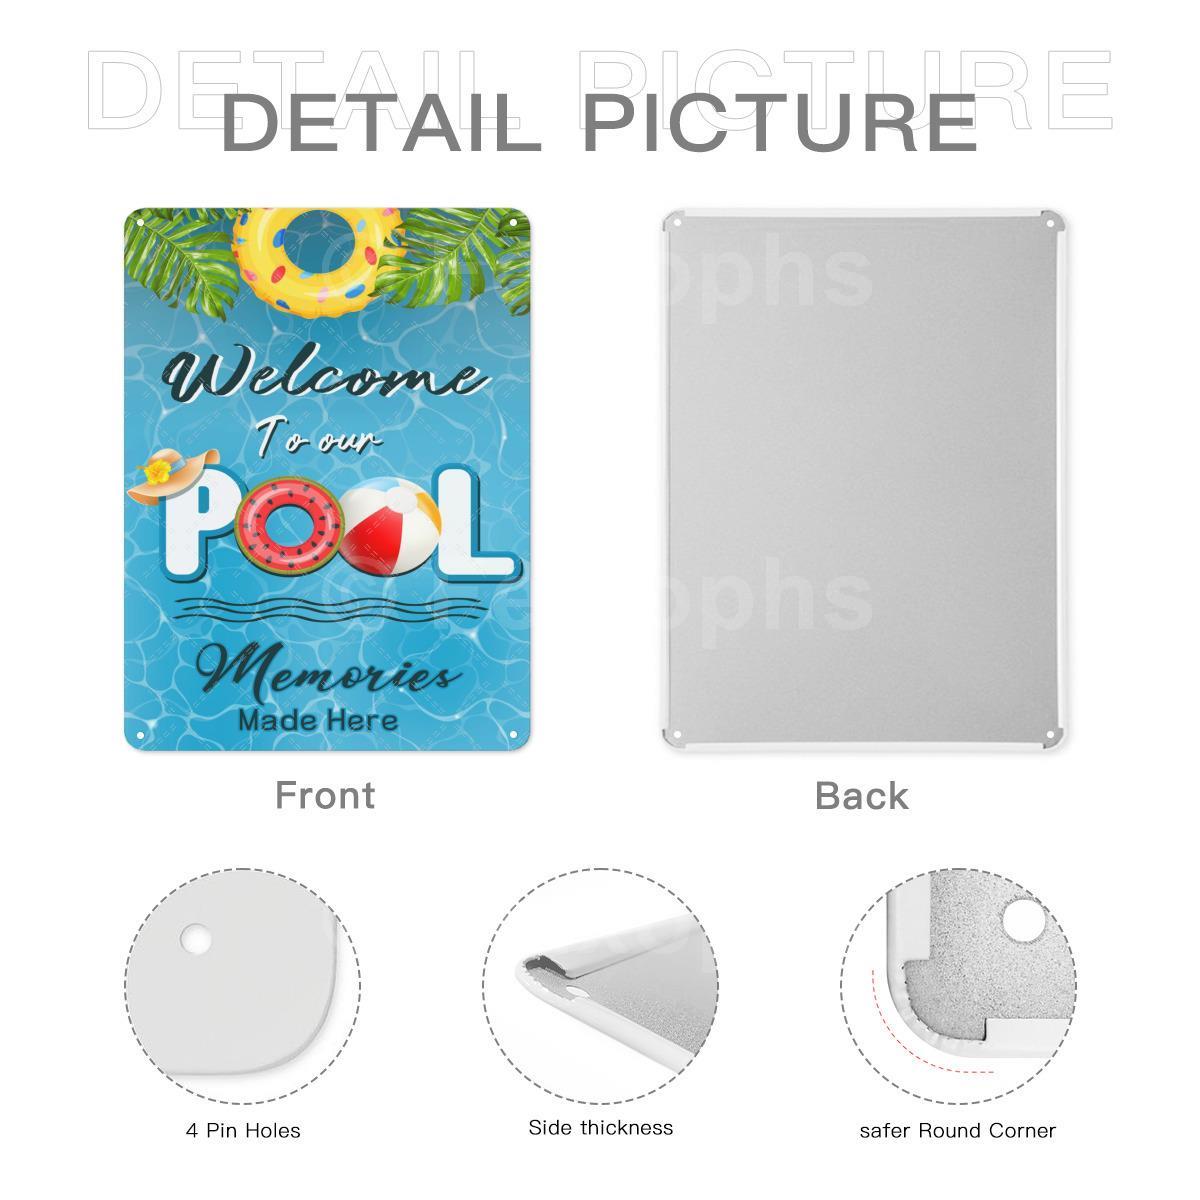 DETAIL PICTURE
DETAIL PICTURE
Welcome
To our
POOL
Memories
Made Here
Front
Back
4 Pin Holes
Side thickness
safer Round Corner